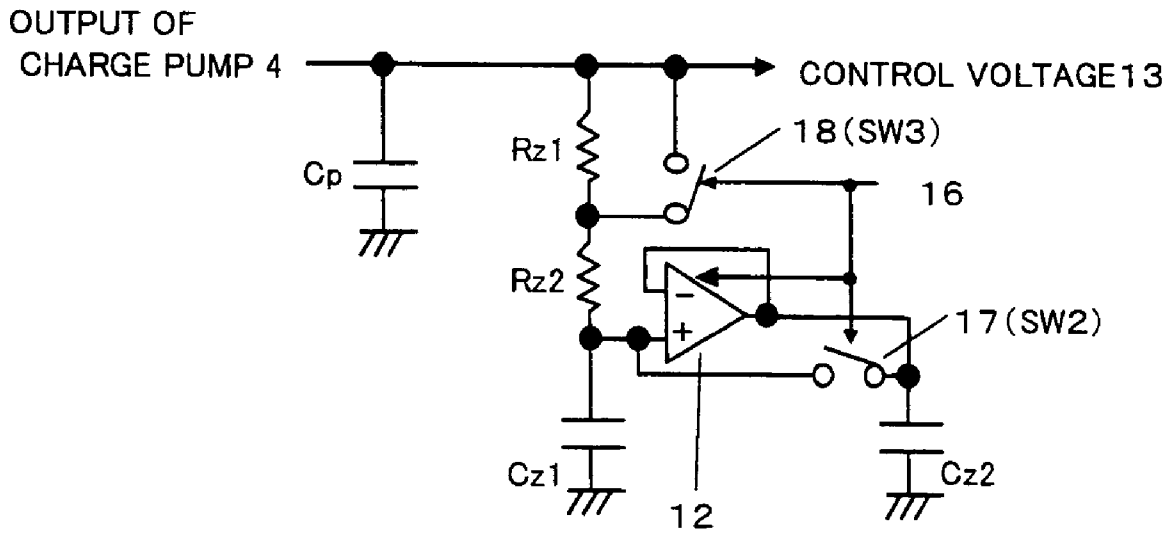 OUTPUT OF
CHARGE PUMP 4
CONTROL VOLTAGE13
18(SW3)
Rz1
Cp
16
Rz2
−
+
17(SW2)
Cz1
12
Cz2